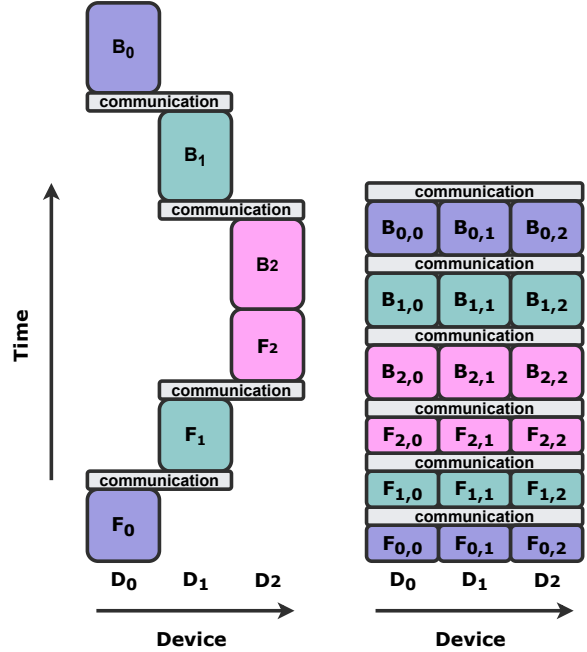 B0
communication
B1
communication
B2
F2
communication
F1
communication
F0
D0 D1 D2
Device
Time
communication
B0,0 B0,1 B0,2
communication
B1,0 B1,1 B1,2
communication
B2,0 B2,1 B2,2
communication
F2,0 F2,1 F2,2
communication
F1,0 F1,1 F1,2
communication
F0,0 F0,1 F0,2
D0 D1 D2
Device